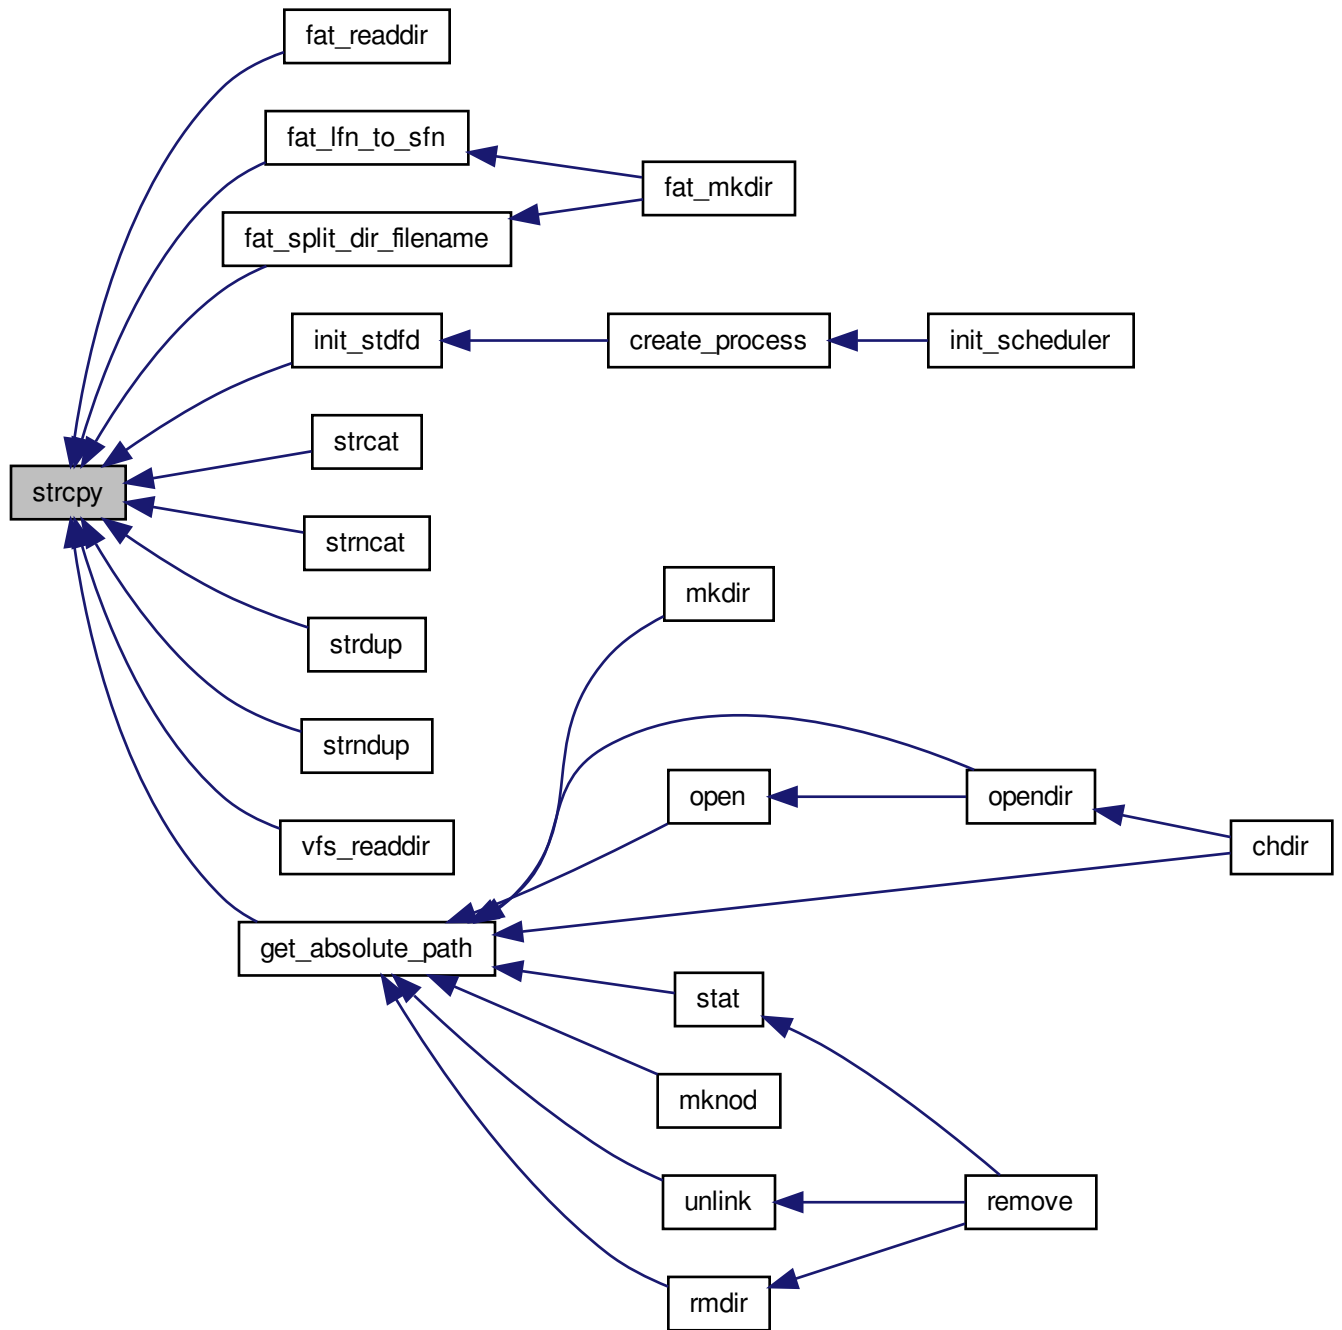 fat_readdir
fat_lfn_to_sfn
fat_mkdir
fat_split_dir_filename
init_stdfd
create_process
init_scheduler
strcat
strcpy
strncat
mkdir
strdup
strndup
open
opendir
vfs_readdir
chdir
get_absolute_path
stat
mknod
unlink
remove
rmdir